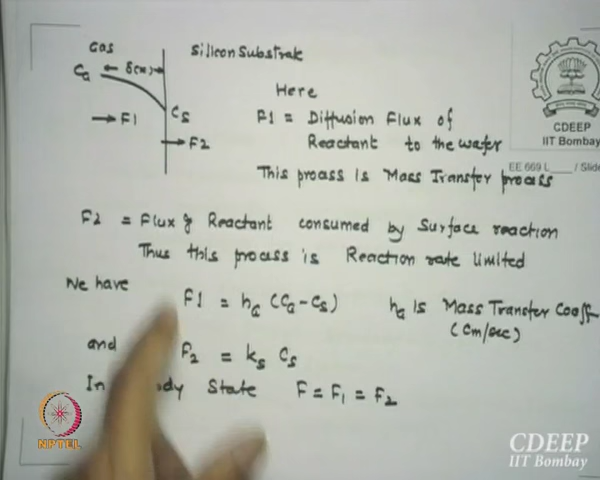 Gas Silicon Substrate
CG δ(x) CS
Here
→ F1 F1 = Diffusion Flux of
→ F2 Reactant to the wafer
This process is Mass Transfer process
F2 = Flux of Reactant consumed by Surface reaction
Thus this process is Reaction rate limited
We have
F1 = hG (CG - CS) hG is Mass Transfer Coeff
(cm/sec)
and F2 = ks CS
In State F = F1 = F2
CDEEP
IIT Bombay
EE 669 L____ / Slide
NPTEL
CDEEP
IIT Bombay